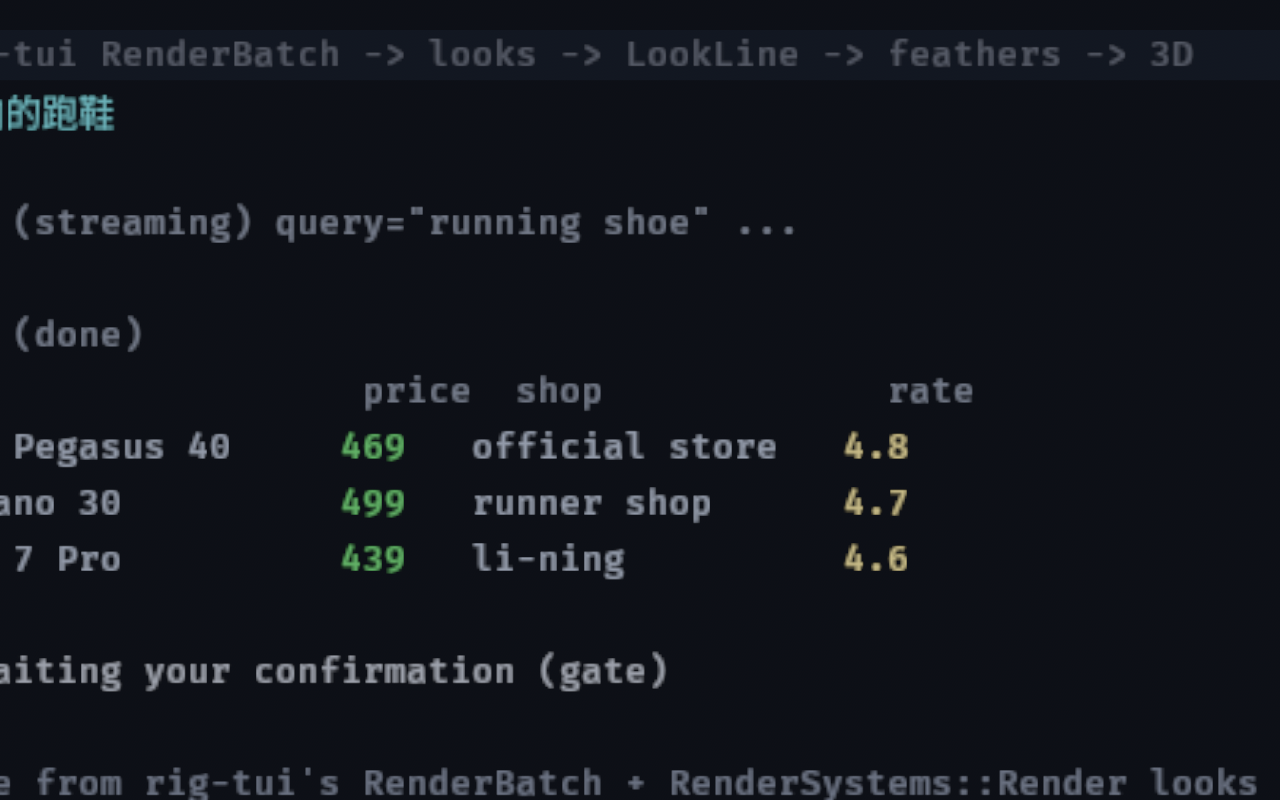 -tui RenderBatch -> looks -> LookLine -> feathers -> 3D
的跑鞋
(streaming) query="running shoe" ...
(done)
price shop rate
Pegasus 40 469 official store 4.8
ano 30 499 runner shop 4.7
7 Pro 439 li-ning 4.6
aiting your confirmation (gate)
e from rig-tui's RenderBatch + RenderSystems::Render looks